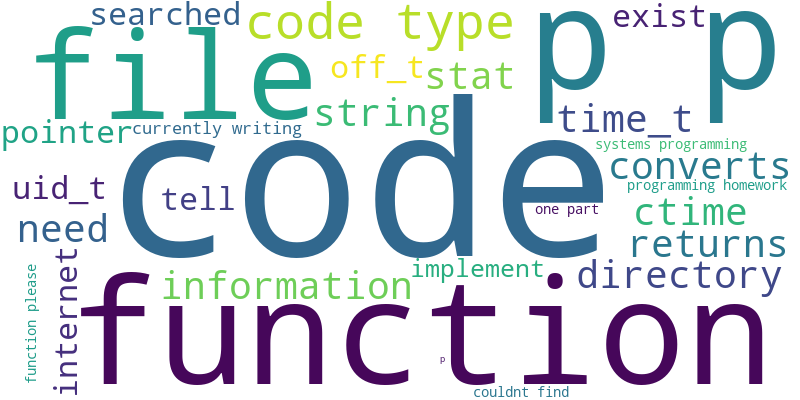 searched
code type
p p
exist
file
off_t
stat
string
time_t
pointer
currently writing
systems programming
code
converts
uid_t
tell
programming homework
need
one part
ctime
returns
internet
information
implement
directory
function please
function
p
couldnt find